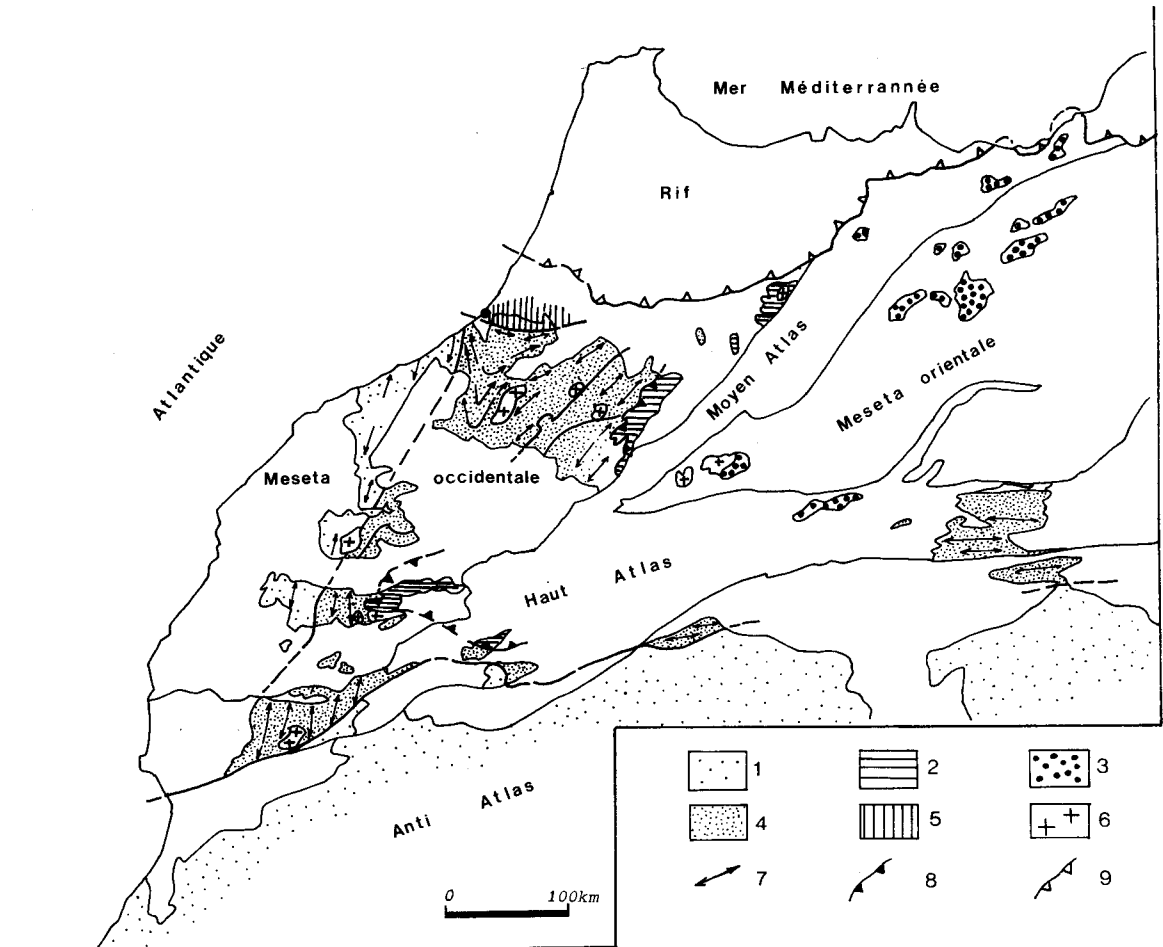 Mer Méditerrannée
Rif
Atlantique
Moyen Atlas
Meseta orientale
Meseta occidentale
Haut Atlas
Anti Atlas
0 100km
1 2 3
4 5 6
7 8 9